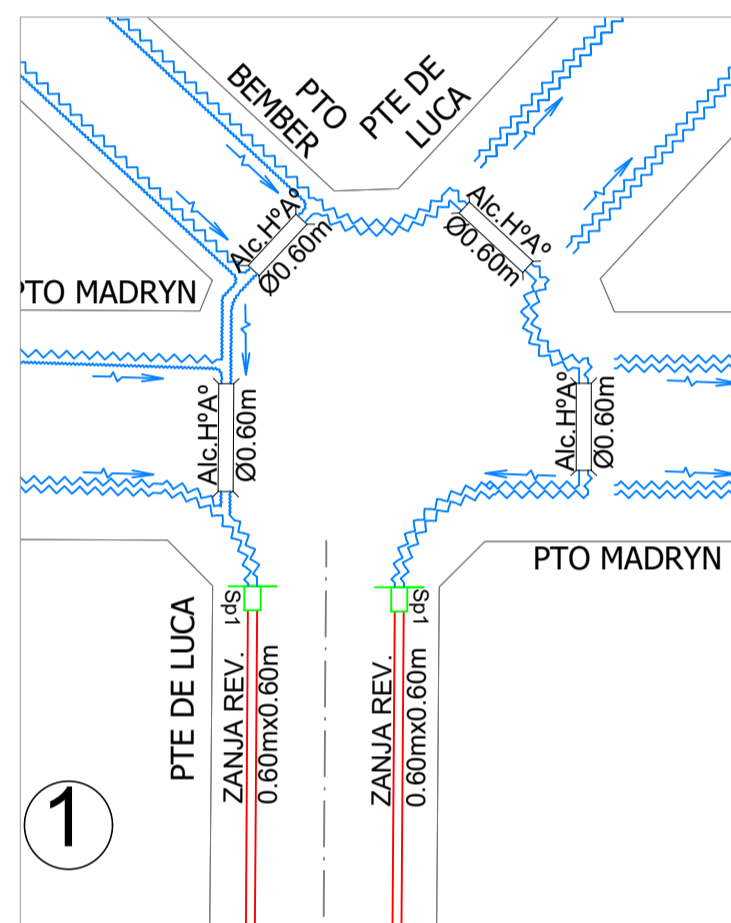 PTO
BEMBER
PTE DE
LUCA
Alc.HºAº
Ø0.60m
Alc.HºAº
Ø0.60m
PTO MADRYN
Alc.HºAº
Ø0.60m
Alc.HºAº
Ø0.60m
PTO MADRYN
Sp1
Sp1
PTE DE LUCA
ZANJA REV.
0.60mx0.60m
ZANJA REV.
0.60mx0.60m
1